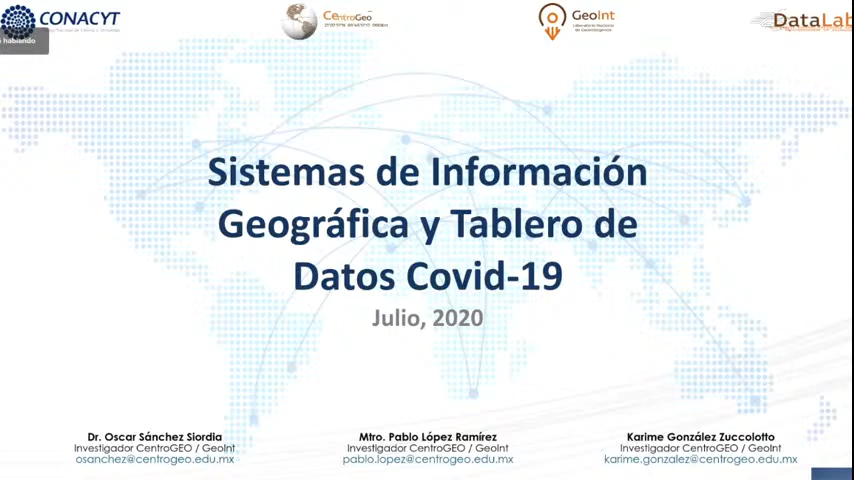 CONACYT
CentroGeo
GeoInt
DataLab
hablando
Sistemas de Información
Geográfica y Tablero de
Datos Covid-19
Julio, 2020
Dr. Oscar Sánchez Siordia
Investigador CentroGEO / GeoInt
osanchez@centrogeo.edu.mx
Mtro. Pablo López Ramírez
Investigador CentroGEO / GeoInt
pablo.lopez@centrogeo.edu.mx
Karime González Zuccolotto
Investigador CentroGEO / GeoInt
karime.gonzalez@centrogeo.edu.mx